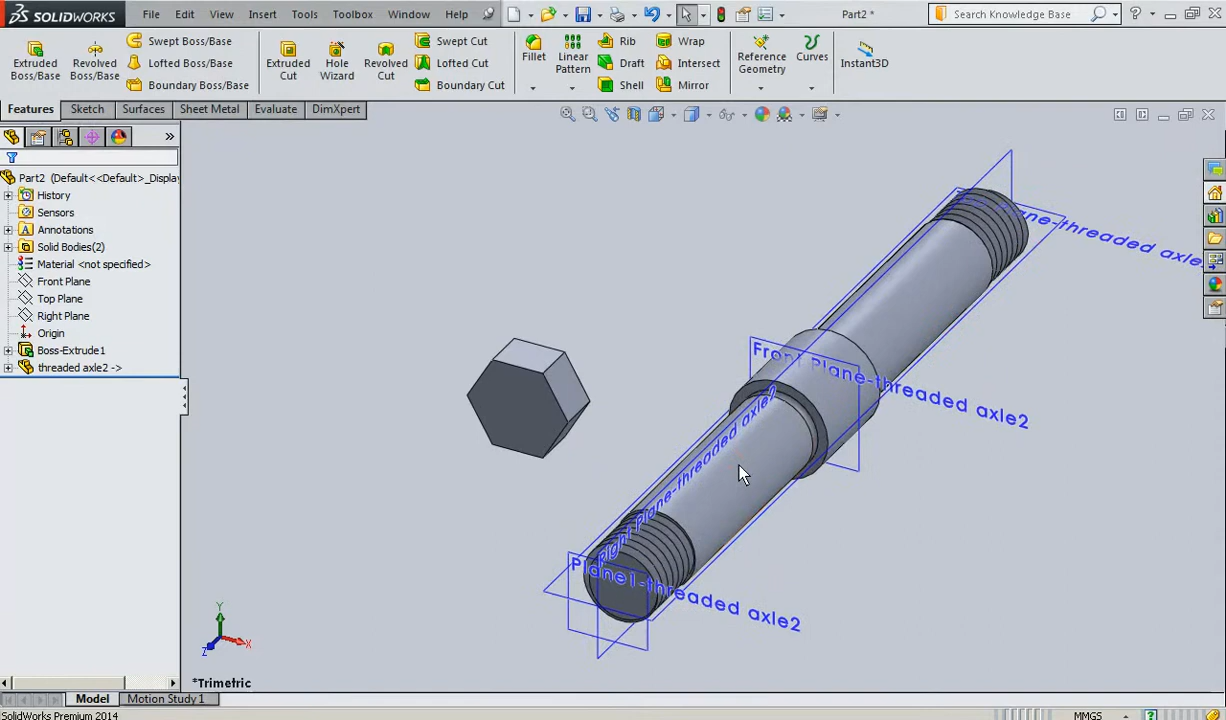 SOLIDWORKS File Edit View Insert Tools Toolbox Window Help Part2 * Search Knowledge Base
Extruded Boss/Base
Revolved Boss/Base
Swept Boss/Base
Lofted Boss/Base
Boundary Boss/Base
Extruded Cut
Hole Wizard
Revolved Cut
Swept Cut
Lofted Cut
Boundary Cut
Fillet
Linear Pattern
Rib
Draft
Shell
Wrap
Intersect
Mirror
Reference Geometry
Curves
Instant3D
Features Sketch Surfaces Sheet Metal Evaluate DimXpert
Part2 (Default<<Default>_Display
History
Sensors
Annotations
Solid Bodies(2)
Material <not specified>
Front Plane
Top Plane
Right Plane
Origin
Boss-Extrude1
threaded axle2 ->
Plane-threaded axle
Front Plane-threaded axle2
Right Plane-threaded axle2
Plane1-threaded axle2
Y
X
Z
*Trimetric
Model Motion Study 1
SolidWorks Premium 2014 MMGS